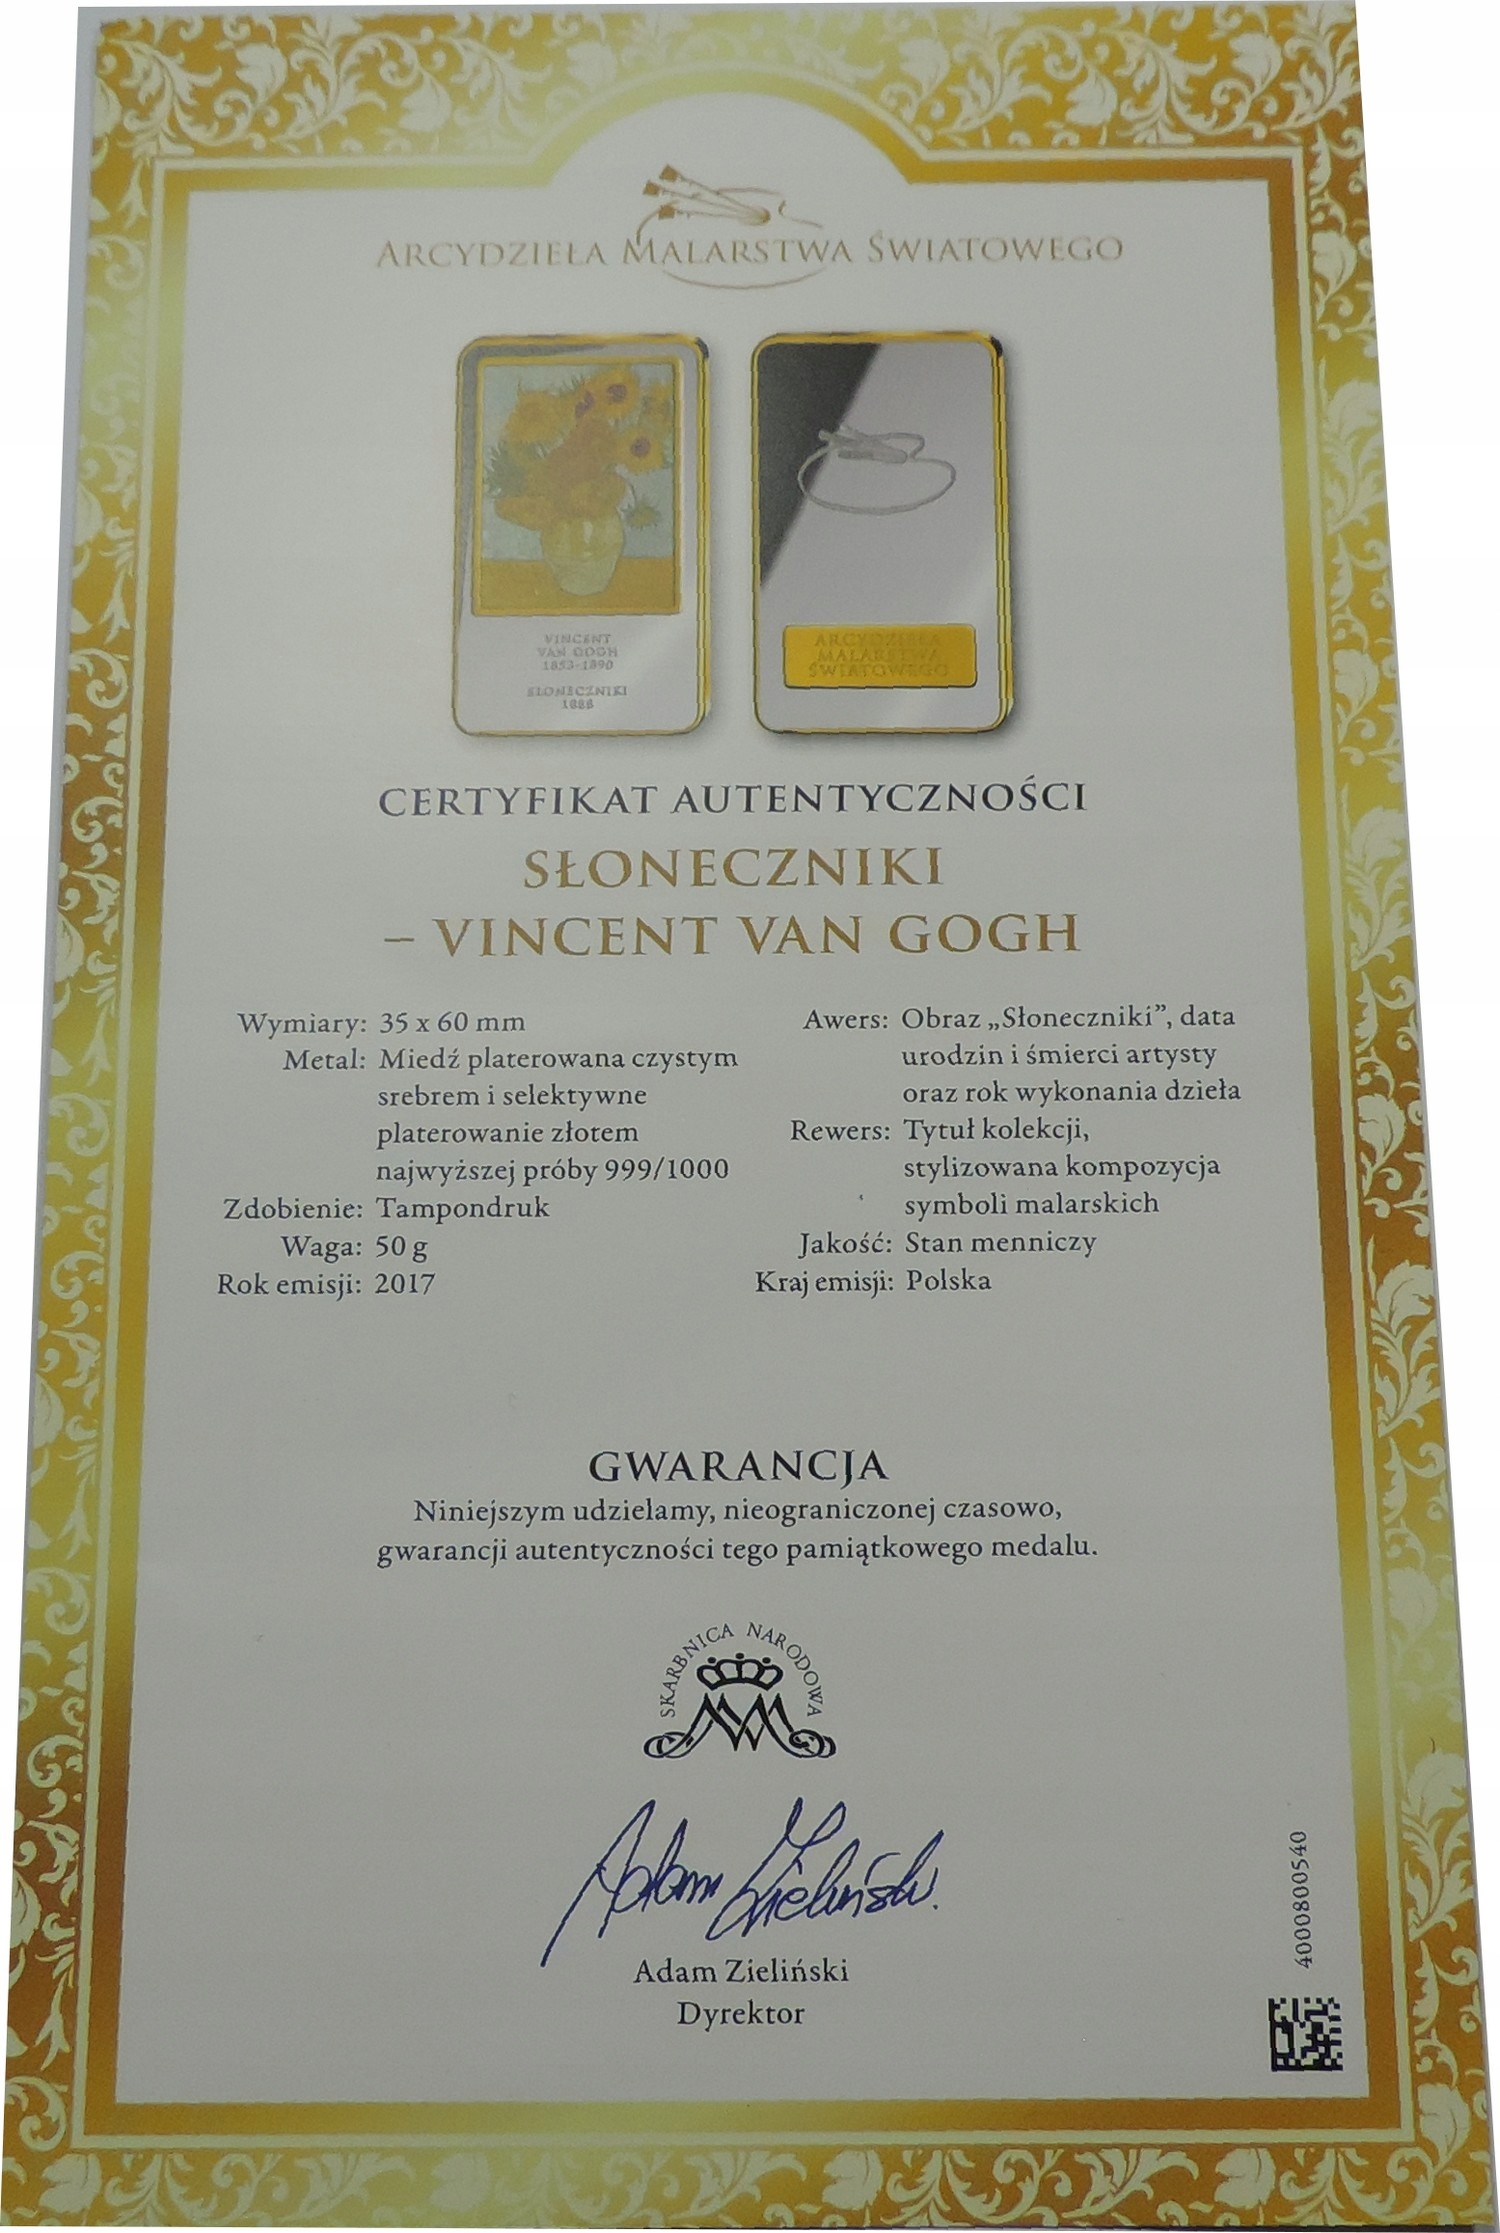 ARCYDZIEŁA MALARSTWA ŚWIATOWEGO
VINCENT
VAN GOGH
1853-1890
SŁONECZNIKI
1888
ARCYDZIEŁA
MALARSTWA
ŚWIATOWEGO
CERTYFIKAT AUTENTYCZNOŚCI
SŁONECZNIKI
– VINCENT VAN GOGH
Wymiary: 35 x 60 mm
Metal: Miedź platerowana czystym
srebrem i selektywne
platerowanie złotem
najwyższej próby 999/1000
Zdobienie: Tampondruk
Waga: 50 g
Rok emisji: 2017
Awers: Obraz „Słoneczniki”, data
urodzin i śmierci artysty
oraz rok wykonania dzieła
Rewers: Tytuł kolekcji,
stylizowana kompozycja
symboli malarskich
Jakość: Stan menniczy
Kraj emisji: Polska
GWARANCJA
Niniejszym udzielamy, nieograniczonej czasowo,
gwarancji autentyczności tego pamiątkowego medalu.
SKARBNICA NARODOWA
Adam Zieliński
Adam Zieliński
Dyrektor
4000800540